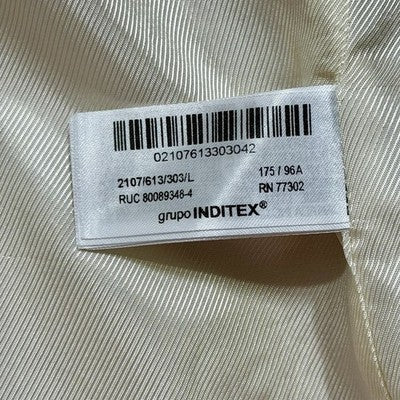 02107613303042
2107/613/303/L 175 / 96A
RUC 80089348-4 RN 77302
grupo INDITEX®